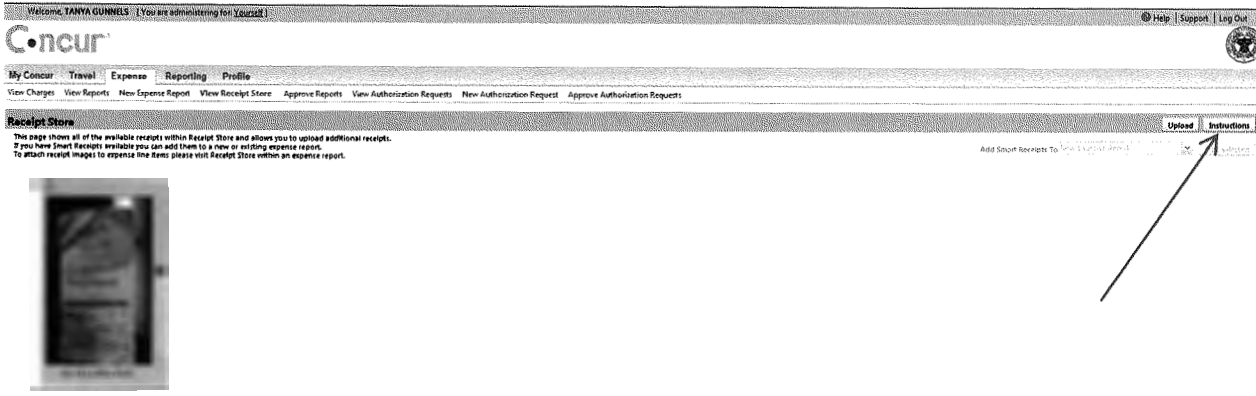 Welcome, TANYA GUNNELS [You are administering for: Yourself]
Help | Support | Log Out
C•ncur
My Concur Travel Expense Reporting Profile
View Charges View Reports New Expense Report View Receipt Store Approve Reports View Authorization Requests New Authorization Request Approve Authorization Requests
Receipt Store
Upload Instructions
This page shows all of the available receipts within Receipt Store and allows you to upload additional receipts.
If you have Smart Receipts available you can add them to a new or existing expense report.
To attach receipt images to expense line items please visit Receipt Store within an expense report.
Add Smart Receipts To